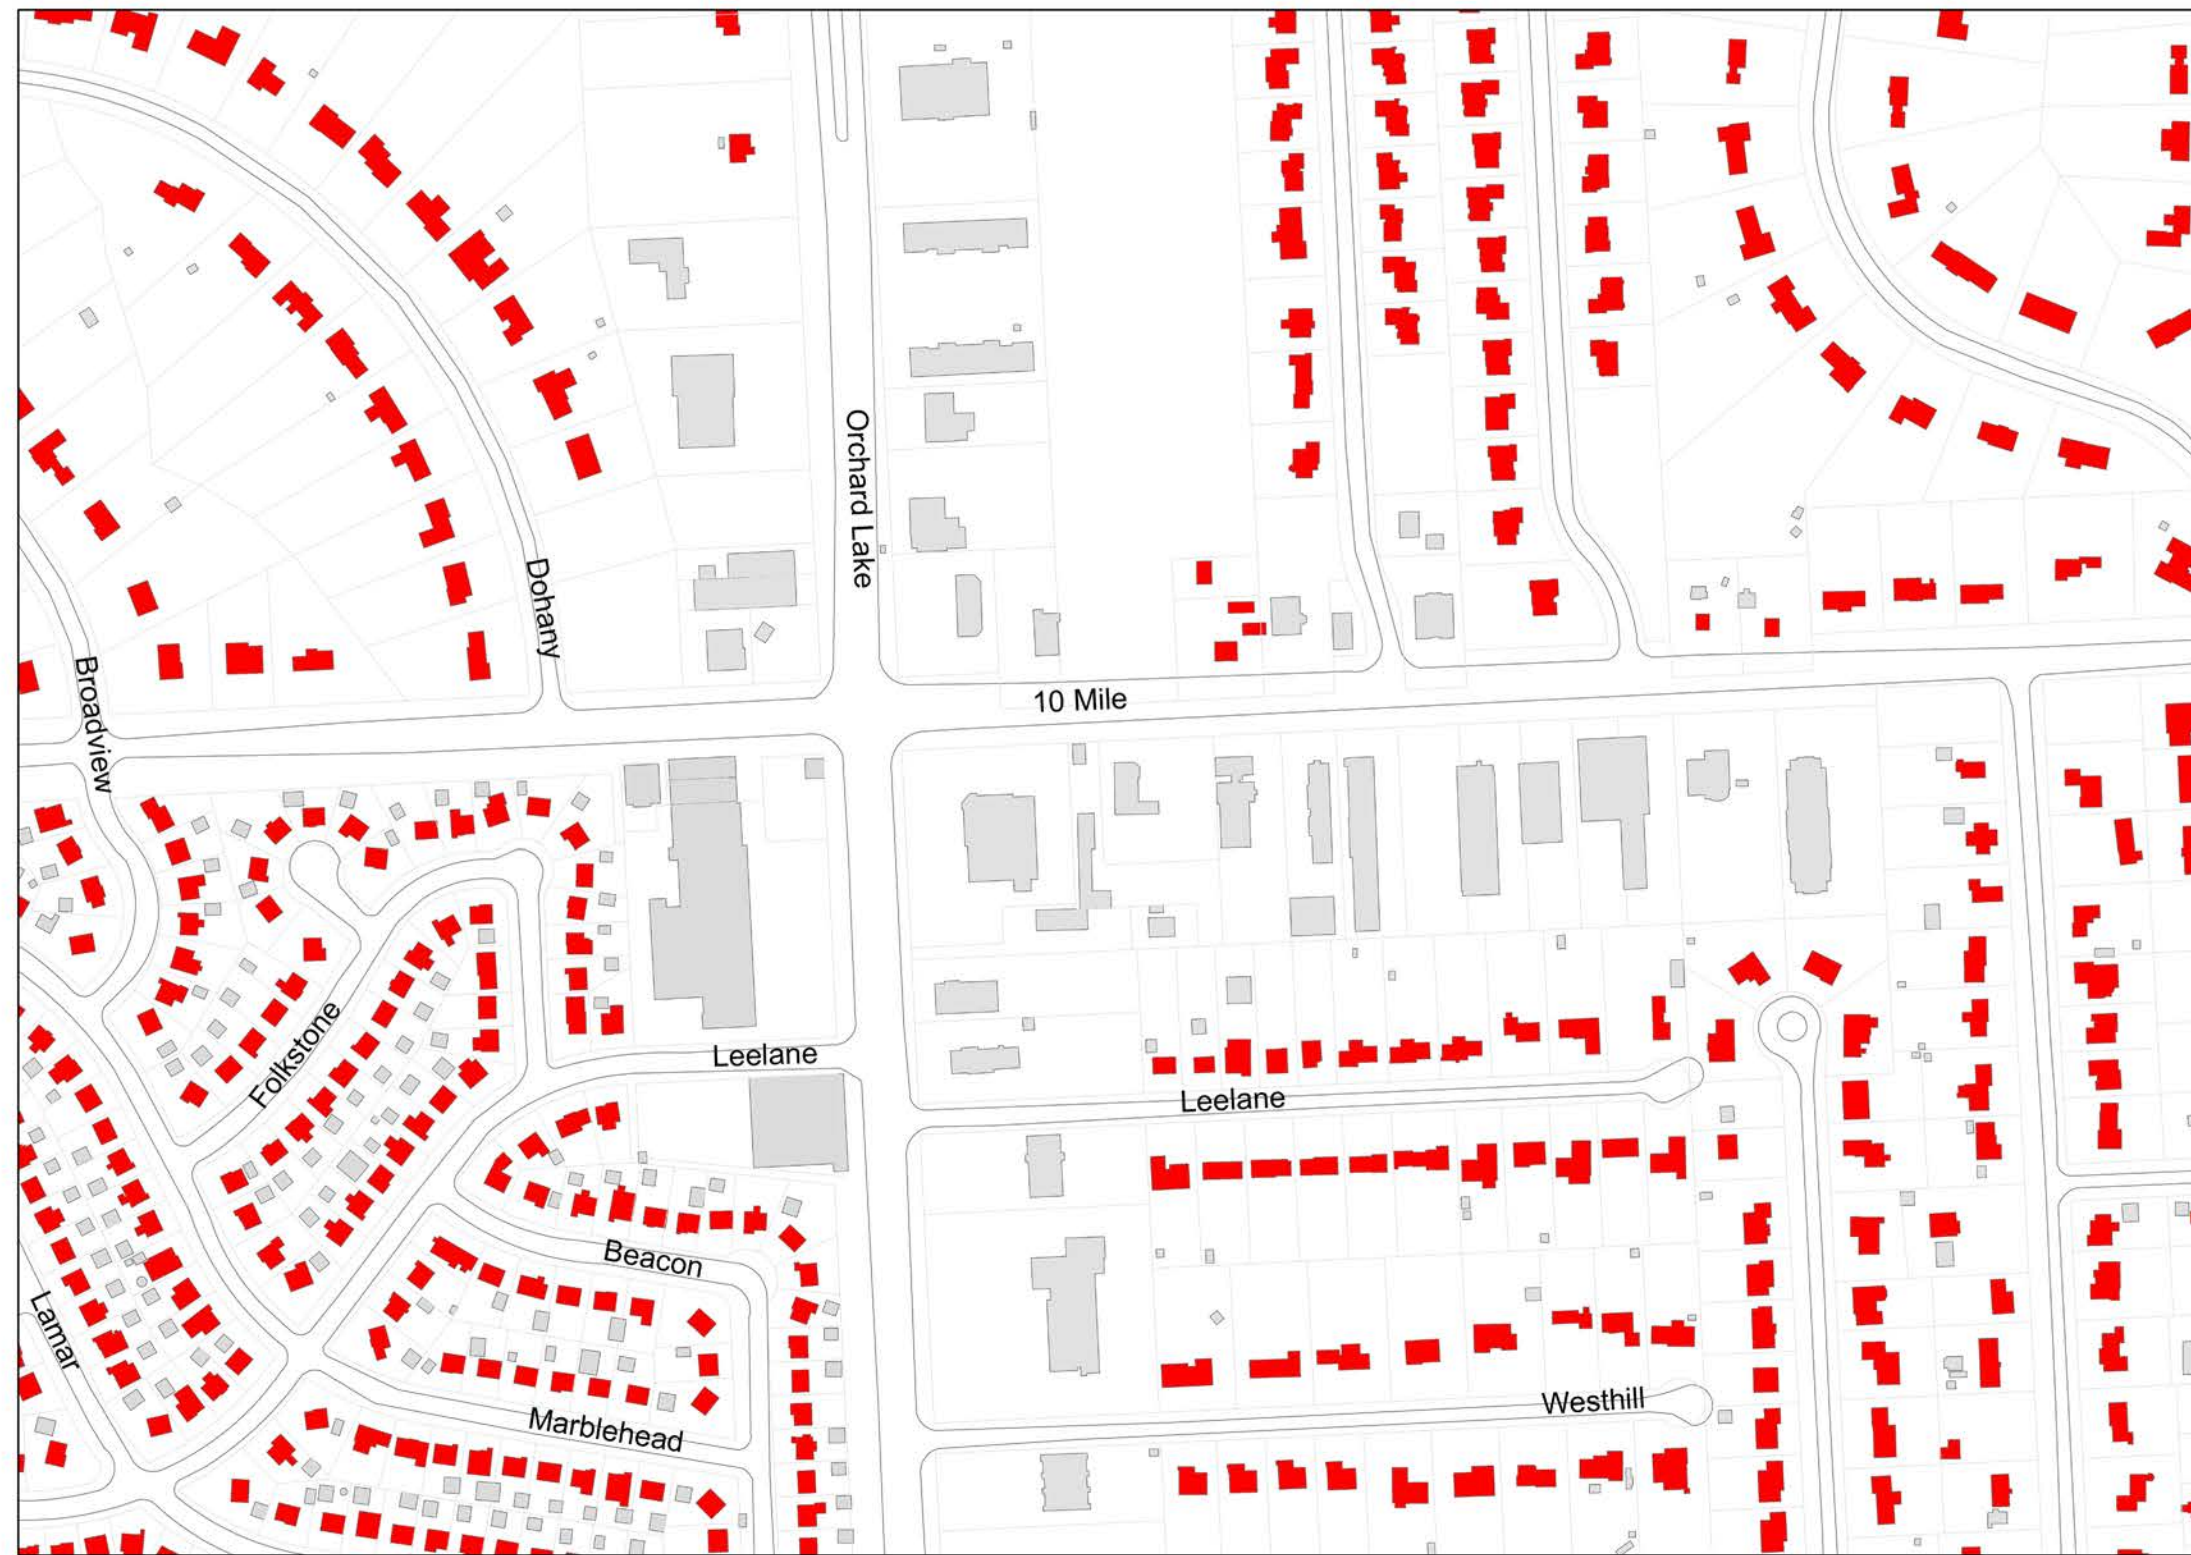 Orchard Lake
Dohany
Broadview
10 Mile
Folkstone
Leelane
Leelane
Beacon
Lamar
Marblehead
Westhill